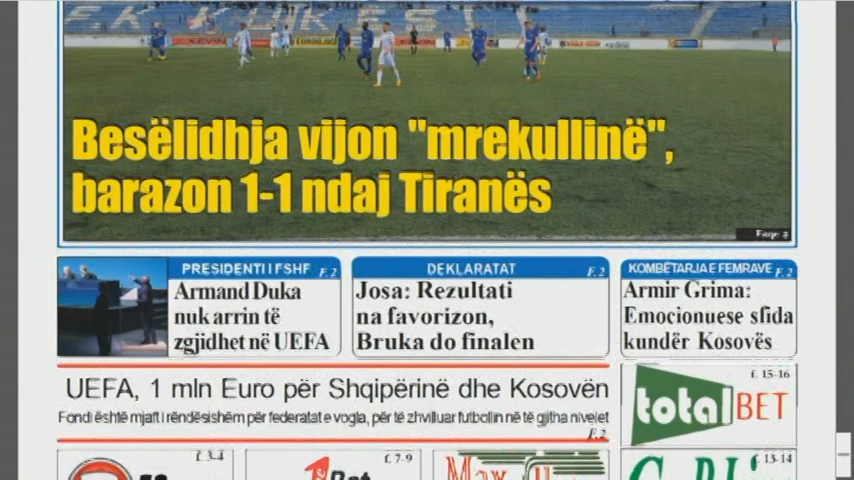 F.K KUKESI
Besëlidhja vijon "mrekullinë",
barazon 1-1 ndaj Tiranës
Faqe 3
PRESIDENTI I FSHF F. 2
Armand Duka
nuk arrin të
zgjidhet në UEFA
DEKLARATAT F. 2
Josa: Rezultati
na favorizon,
Bruka do finalen
KOMBËTARJA E FEMRAVE F. 2
Armir Grima:
Emocionuese sfida
kundër Kosovës
UEFA, 1 mln Euro për Shqipërinë dhe Kosovën
Fondi është mjaft i rëndësishëm për federatat e vogla, për të zhvilluar futbollin në të gjitha nivelet
F. 2
f. 15-16
totalBET
f. 3-4
f. 7-9
f. 13-14